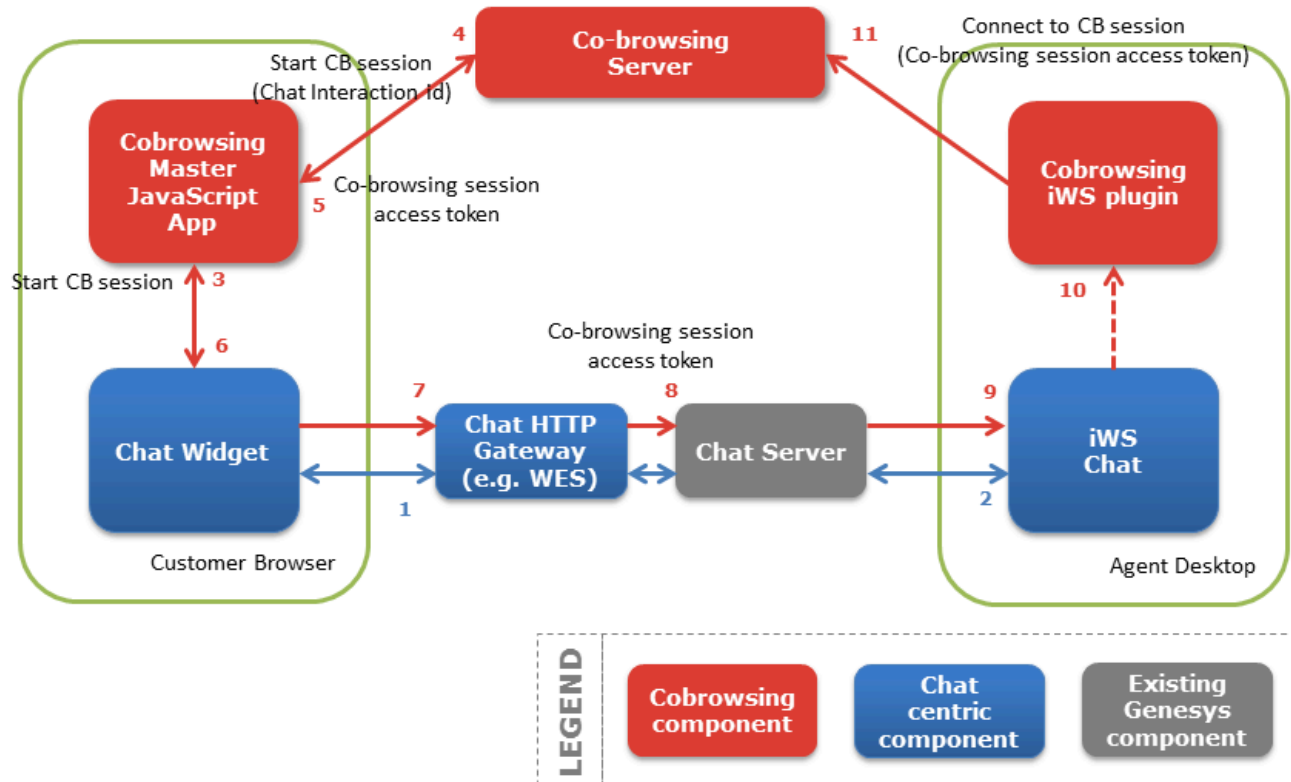 4
Co-browsing
Server
11
Connect to CB session
(Co-browsing session access token)
Start CB session
(Chat Interaction id)
Cobrowsing
Master
JavaScript
App
Co-browsing session
access token
5
Cobrowsing
iWS plugin
Start CB session
3
10
6
Co-browsing session
access token
7
8
9
Chat Widget
Chat HTTP
Gateway
(e.g. WES)
Chat Server
iWS
Chat
1
2
Customer Browser
Agent Desktop
LEGEND
Cobrowsing
component
Chat
centric
component
Existing
Genesys
component